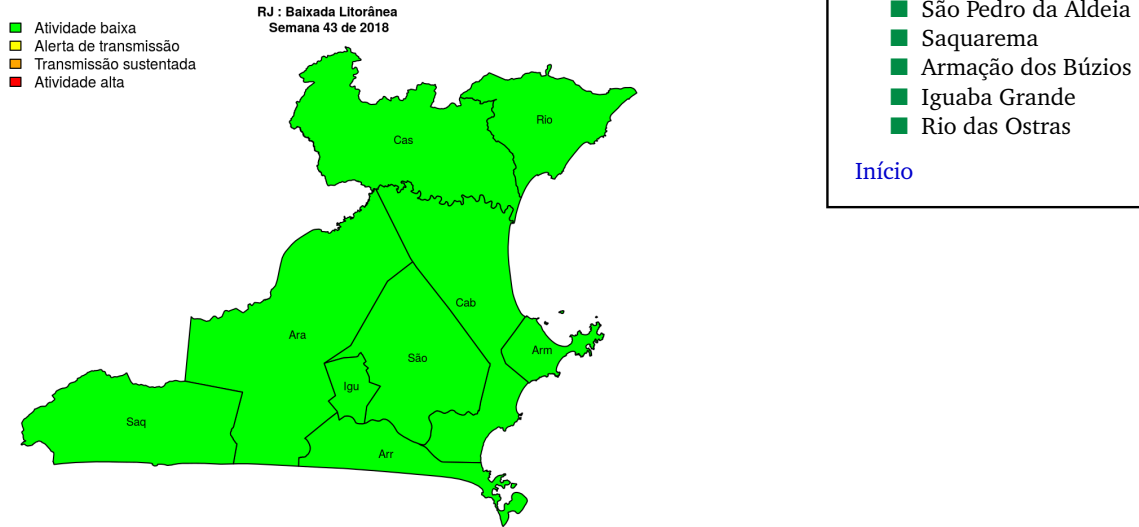 RJ : Baixada Litorânea
Semana 43 de 2018
Atividade baixa
Alerta de transmissão
Transmissão sustentada
Atividade alta
Cas
Rio
Cab
Ara
Arm
São
Igu
Saq
Arr
São Pedro da Aldeia
Saquarema
Armação dos Búzios
Iguaba Grande
Rio das Ostras
Início